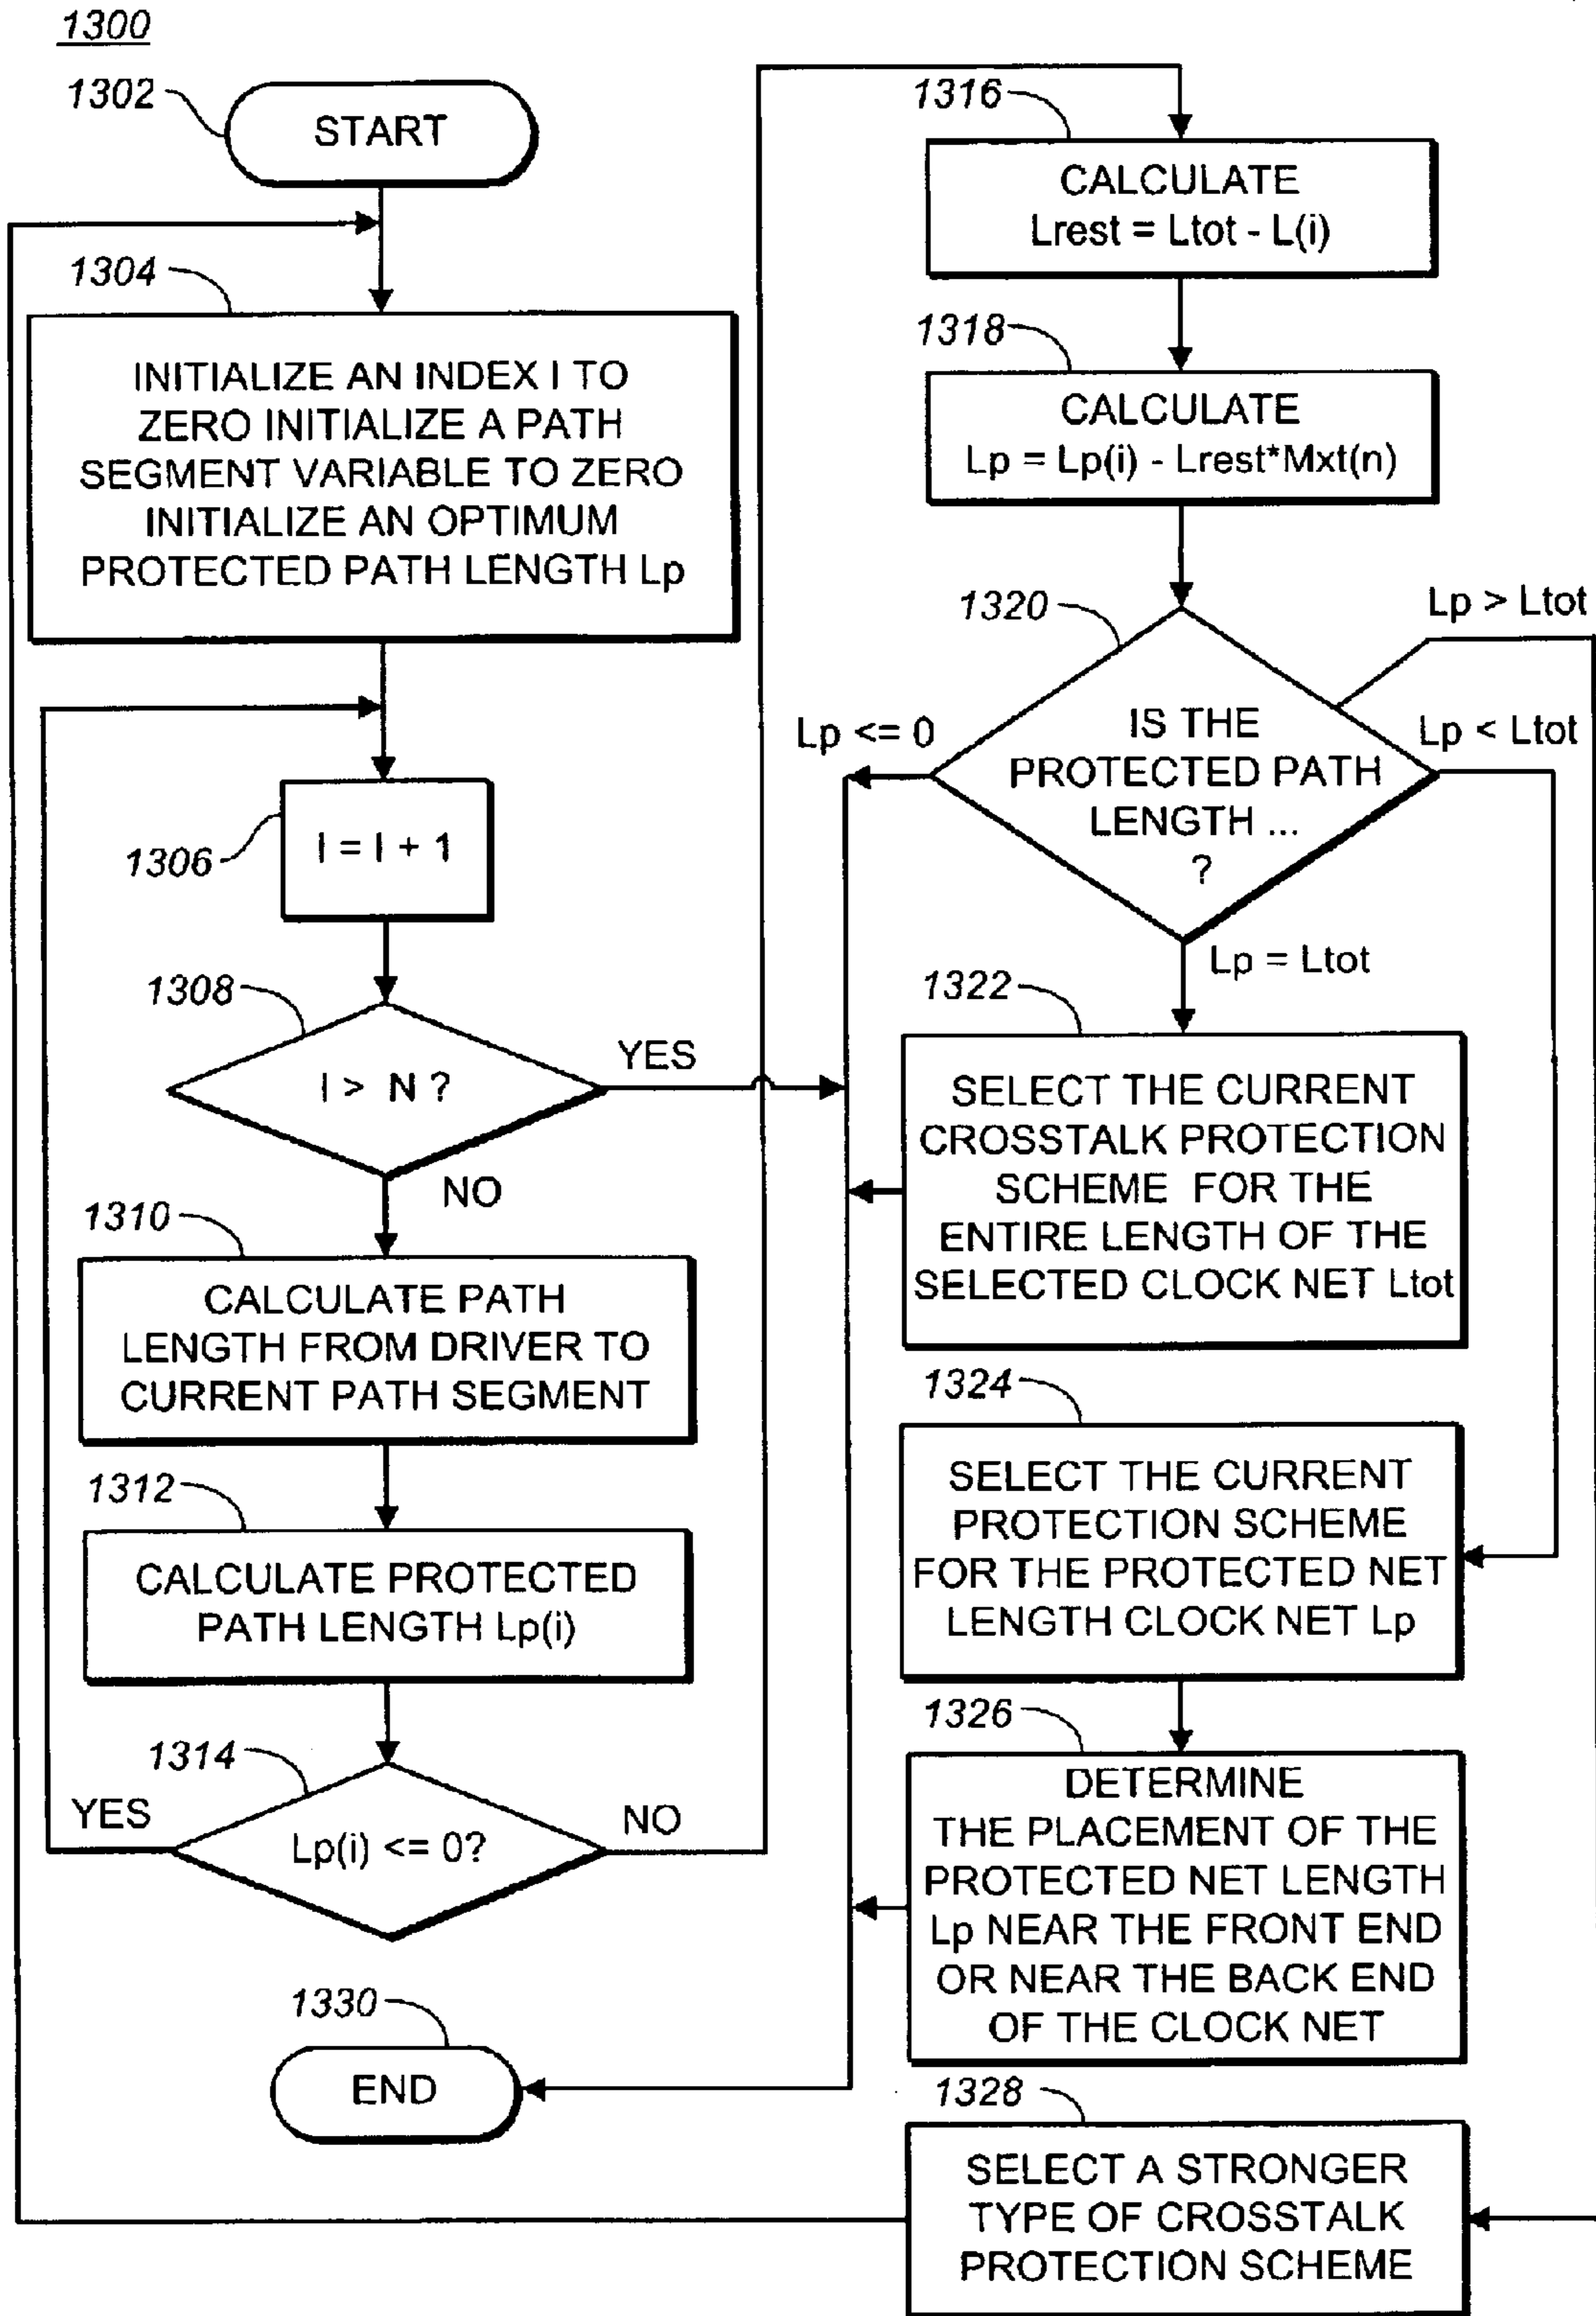 1300
1302
START
1304
INITIALIZE AN INDEX I TO
ZERO INITIALIZE A PATH
SEGMENT VARIABLE TO ZERO
INITIALIZE AN OPTIMUM
PROTECTED PATH LENGTH Lp
1306
I = I + 1
1308
I > N ?
YES
NO
1310
CALCULATE PATH
LENGTH FROM DRIVER TO
CURRENT PATH SEGMENT
1312
CALCULATE PROTECTED
PATH LENGTH Lp(i)
1314
YES
Lp(i) <= 0?
NO
1330
END
1316
CALCULATE
Lrest = Ltot - L(i)
1318
CALCULATE
Lp = Lp(i) - Lrest*Mxt(n)
1320
Lp > Ltot
Lp <= 0
IS THE
PROTECTED PATH
LENGTH ...
?
Lp < Ltot
Lp = Ltot
1322
SELECT THE CURRENT
CROSSTALK PROTECTION
SCHEME FOR THE
ENTIRE LENGTH OF THE
SELECTED CLOCK NET Ltot
1324
SELECT THE CURRENT
PROTECTION SCHEME
FOR THE PROTECTED NET
LENGTH CLOCK NET Lp
1326
DETERMINE
THE PLACEMENT OF THE
PROTECTED NET LENGTH
Lp NEAR THE FRONT END
OR NEAR THE BACK END
OF THE CLOCK NET
1328
SELECT A STRONGER
TYPE OF CROSSTALK
PROTECTION SCHEME